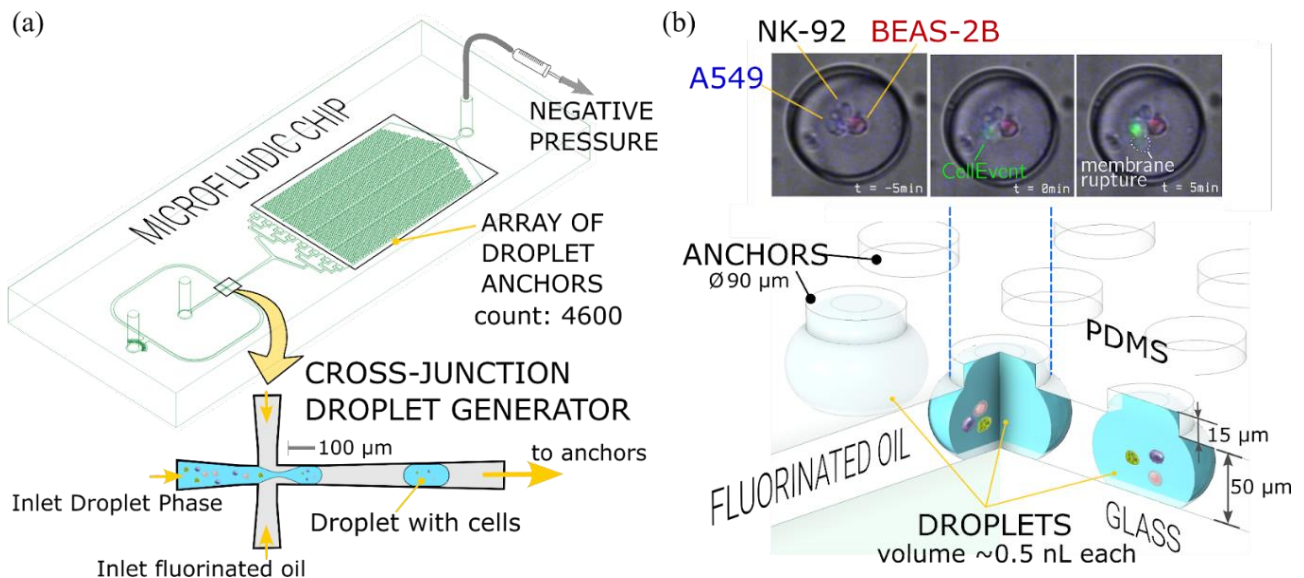 (a)
MICROFLUIDIC CHIP
NEGATIVE
PRESSURE
ARRAY OF
DROPLET
ANCHORS
count: 4600
CROSS-JUNCTION
DROPLET GENERATOR
100 µm
to anchors
Inlet Droplet Phase
Droplet with cells
Inlet fluorinated oil
(b)
NK-92
BEAS-2B
A549
t = -5min
CellEvent
t = 0min
membrane
rupture
t = 5min
ANCHORS
Ø 90 µm
PDMS
15 µm
50 µm
FLUORINATED OIL
GLASS
DROPLETS
volume ~0.5 nL each